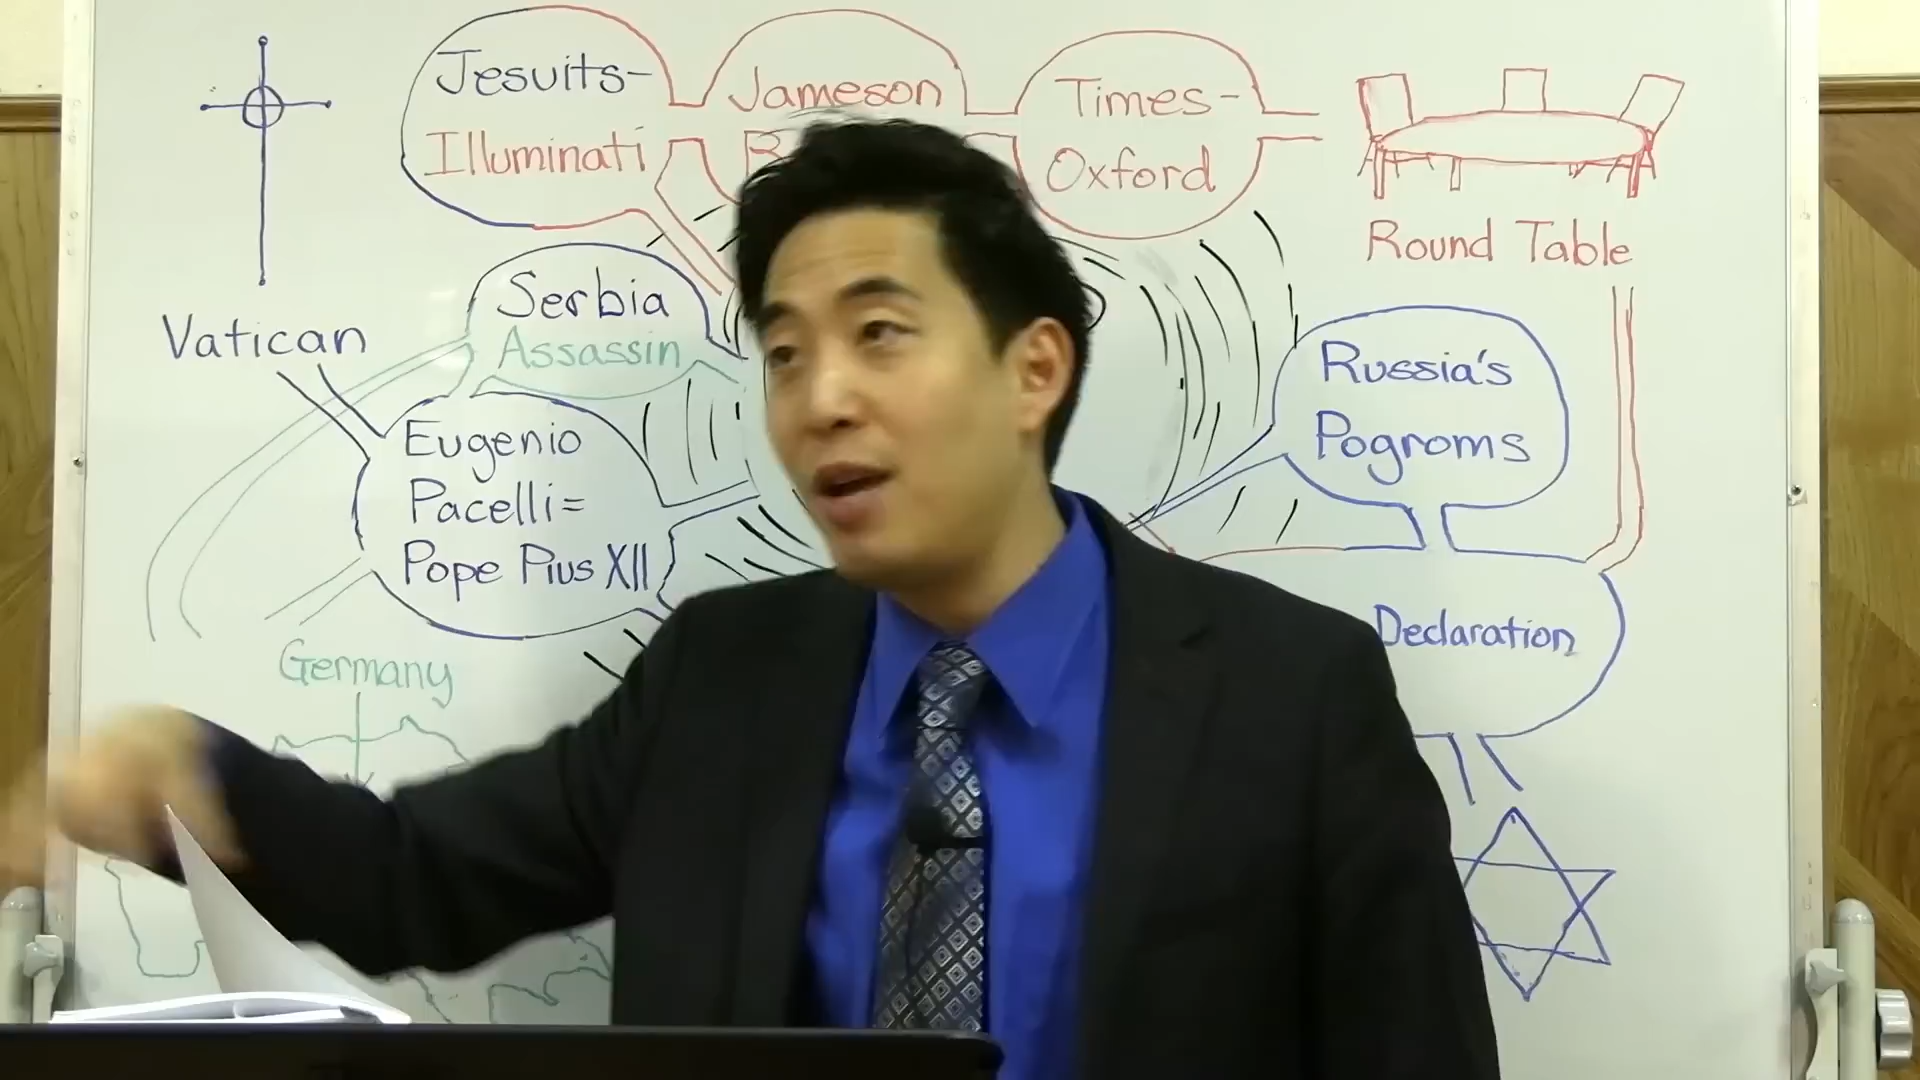 Jesuits-
Illuminati
Jameson
Times-
Oxford
Round Table
Vatican
Serbia
Assassin
Eugenio
Pacelli=
Pope Pius XII
Germany
Russia's
Pogroms
Declaration